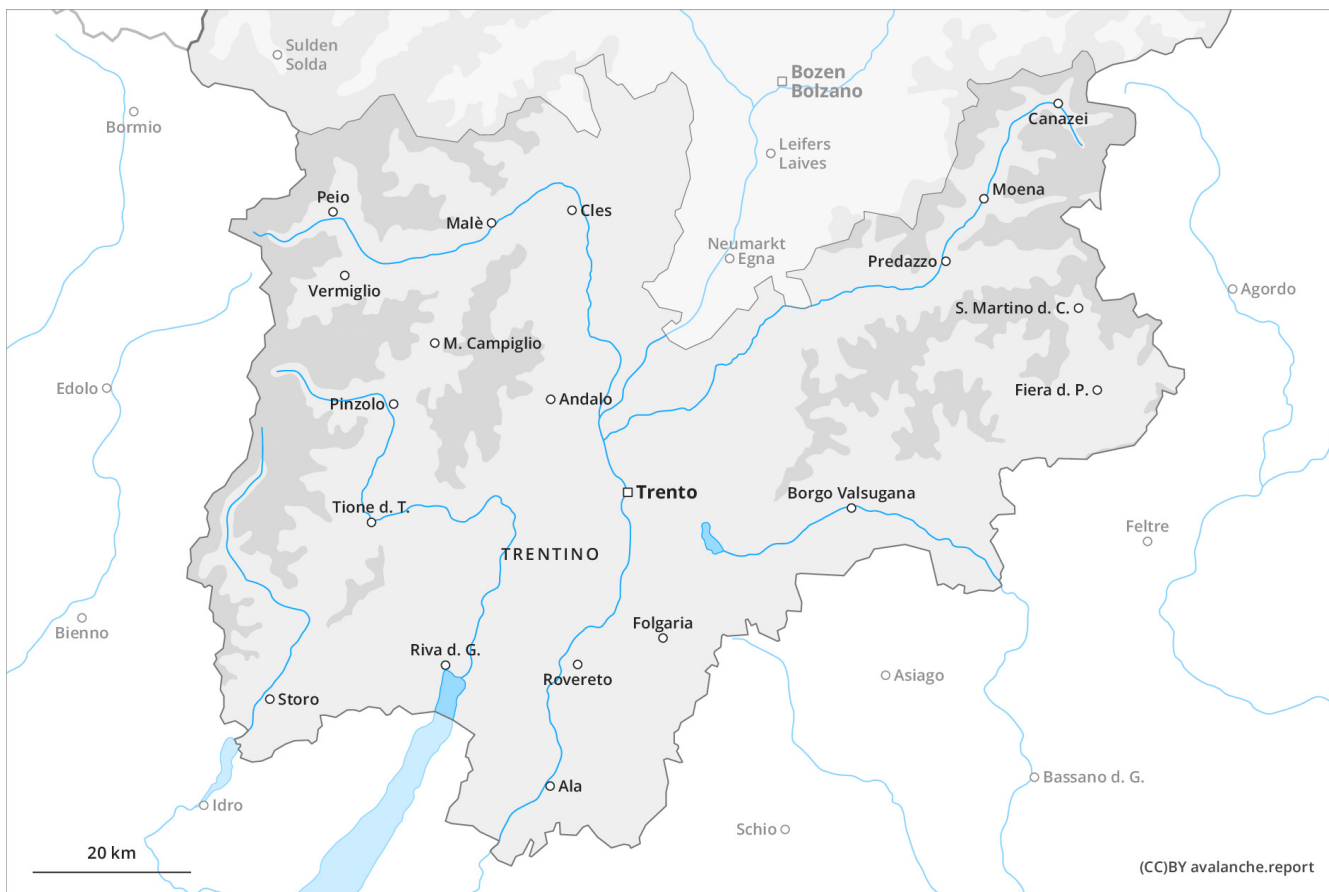 Sulden
Solda
Bozen
Bolzano
Bormio
Canazei
Leifers
Laives
Peio
Moena
Malè
Cles
Neumarkt
Egna
Predazzo
Vermiglio
Agordo
S. Martino d. C.
M. Campiglio
Edolo
Fiera d. P.
Pinzolo
Andalo
Trento
Borgo Valsugana
Tione d. T.
Feltre
TRENTINO
Bienno
Folgaria
Riva d. G.
Rovereto
Asiago
Storo
Bassano d. G.
Ala
Idro
Schio
20 km
(CC)BY avalanche.report